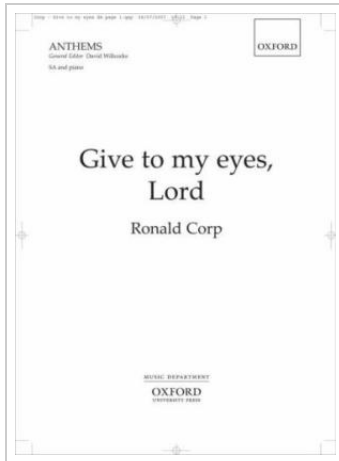 ANTHEMS
OXFORD
General Editor David Willcocks
SA and piano
Give to my eyes,
Lord
Ronald Corp
MUSIC DEPARTMENT
OXFORD
UNIVERSITY PRESS